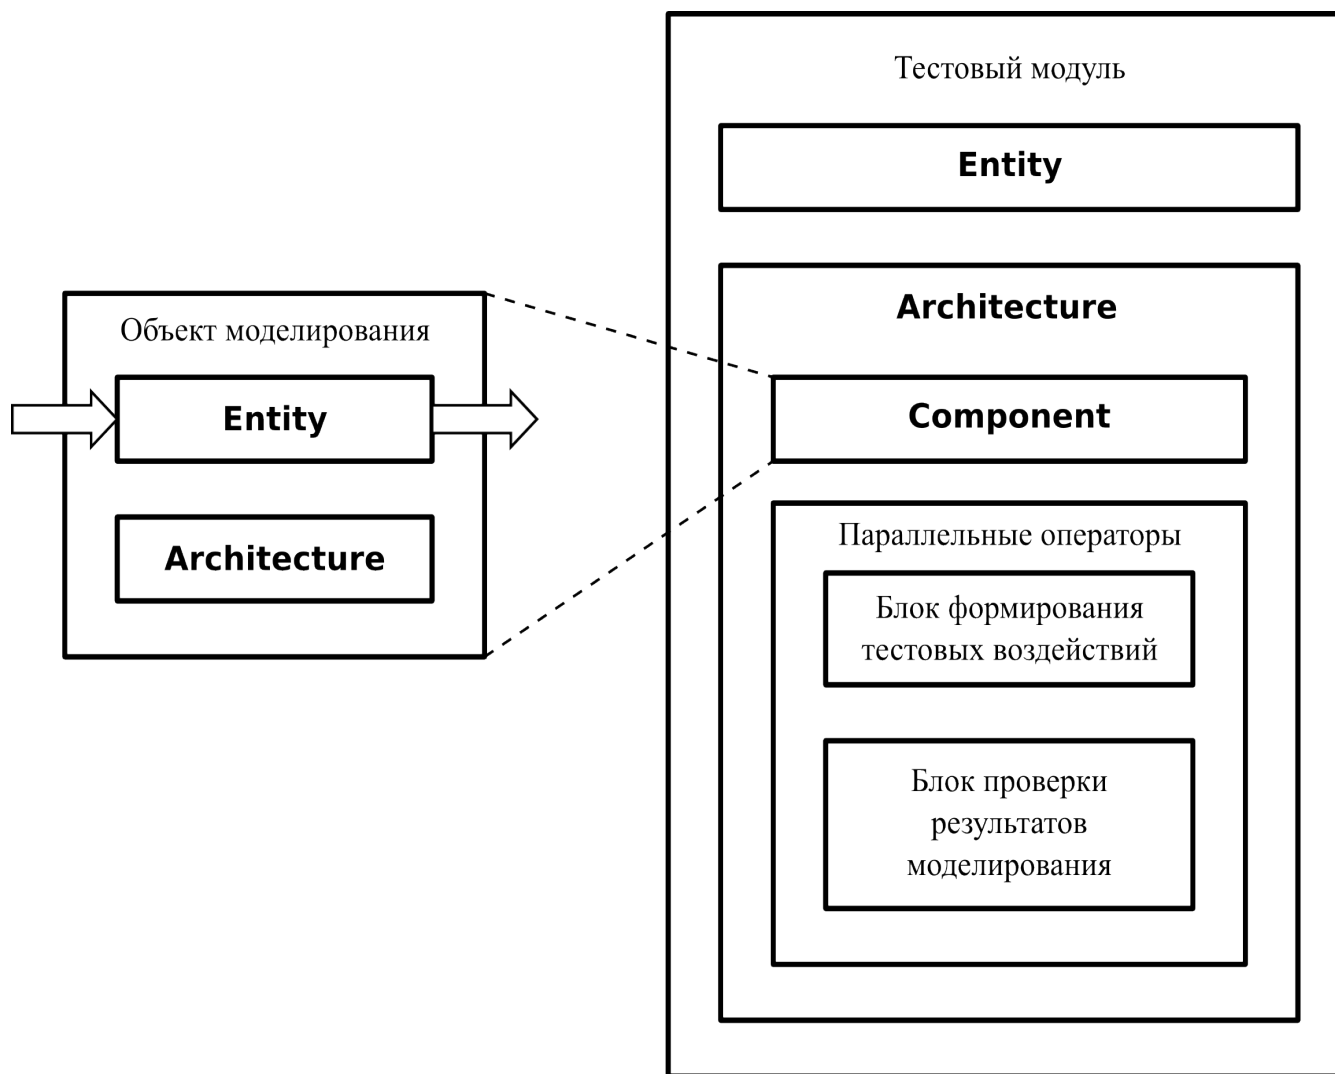 Объект моделирования
Entity
Architecture
Тестовый модуль
Entity
Architecture
Component
Параллельные операторы
Блок формирования
тестовых воздействий
Блок проверки
результатов
моделирования